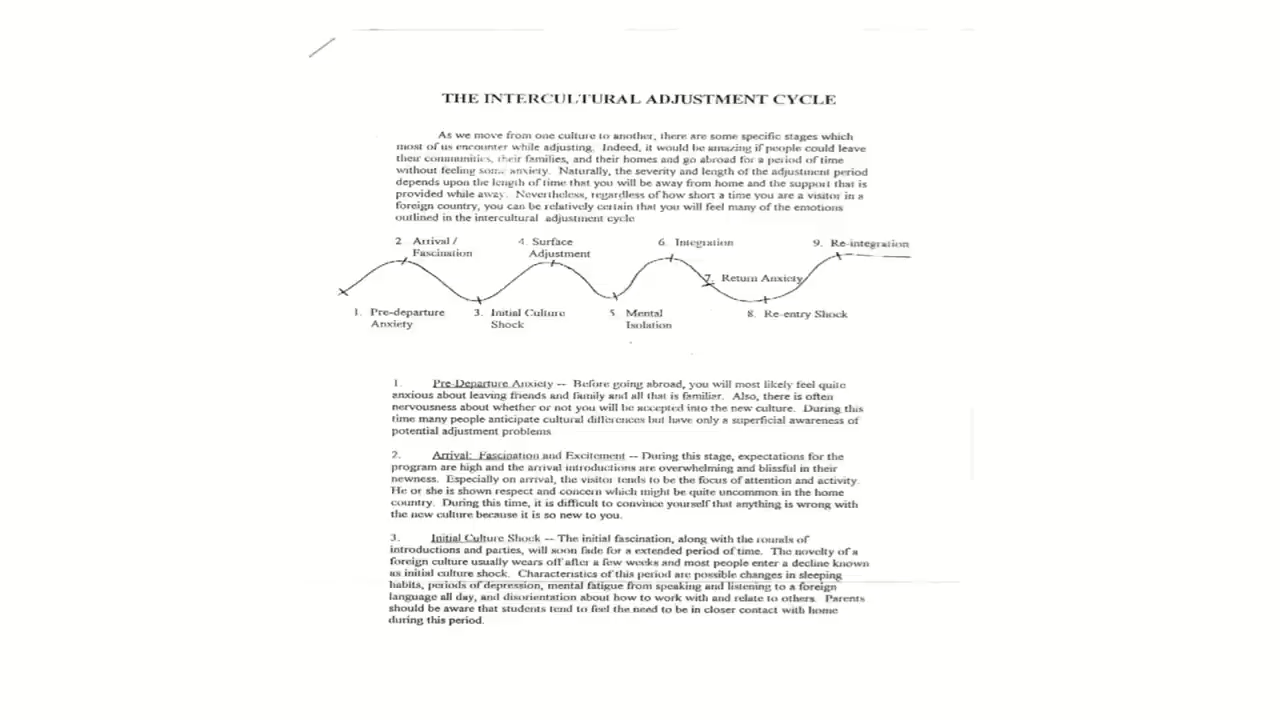 THE INTERCULTURAL ADJUSTMENT CYCLE
As we move from one culture to another, there are some specific stages which
most of us encounter while adjusting. Indeed, it would be amazing if people could leave
their communities, their families, and their homes and go abroad for a period of time
without feeling some anxiety. Naturally, the severity and length of the adjustment period
depends upon the length of time that you will be away from home and the support that is
provided while away. Nevertheless, regardless of how short a time you are a visitor in a
foreign country, you can be relatively certain that you will feel many of the emotions
outlined in the intercultural adjustment cycle
2 Arrival /
Fascination
4. Surface
Adjustment
6 Integration
9. Re-integration
7. Return Anxiety
1. Pre-departure
Anxiety
3. Initial Culture
Shock
5. Mental
Isolation
8. Re-entry Shock
1. Pre-Departure Anxiety -- Before going abroad, you will most likely feel quite
anxious about leaving friends and family and all that is familiar. Also, there is often
nervousness about whether or not you will be accepted into the new culture. During this
time many people anticipate cultural differences but have only a superficial awareness of
potential adjustment problems
2. Arrival: Fascination and Excitement -- During this stage, expectations for the
program are high and the arrival introductions are overwhelming and blissful in their
newness. Especially on arrival, the visitor tends to be the focus of attention and activity.
He or she is shown respect and concern which might be quite uncommon in the home
country. During this time, it is difficult to convince yourself that anything is wrong with
the new culture because it is so new to you.
3. Initial Culture Shock -- The initial fascination, along with the rounds of
introductions and parties, will soon fade for a extended period of time. The novelty of a
foreign culture usually wears off after a few weeks and most people enter a decline known
as initial culture shock. Characteristics of this period are possible changes in sleeping
habits, periods of depression, mental fatigue from speaking and listening to a foreign
language all day, and disorientation about how to work with and relate to others. Parents
should be aware that students tend to feel the need to be in closer contact with home
during this period.